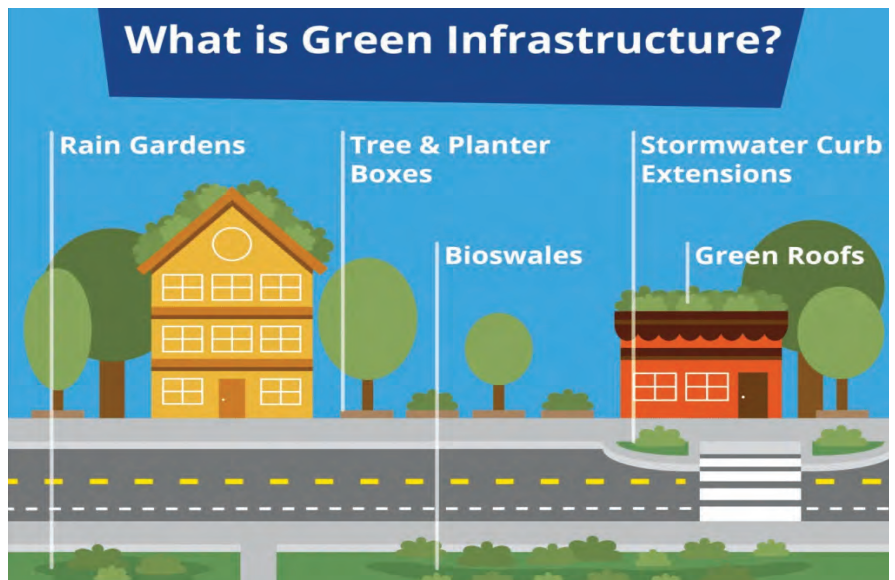 What is Green Infrastructure?
Rain Gardens
Tree & Planter
Boxes
Stormwater Curb
Extensions
Bioswales
Green Roofs